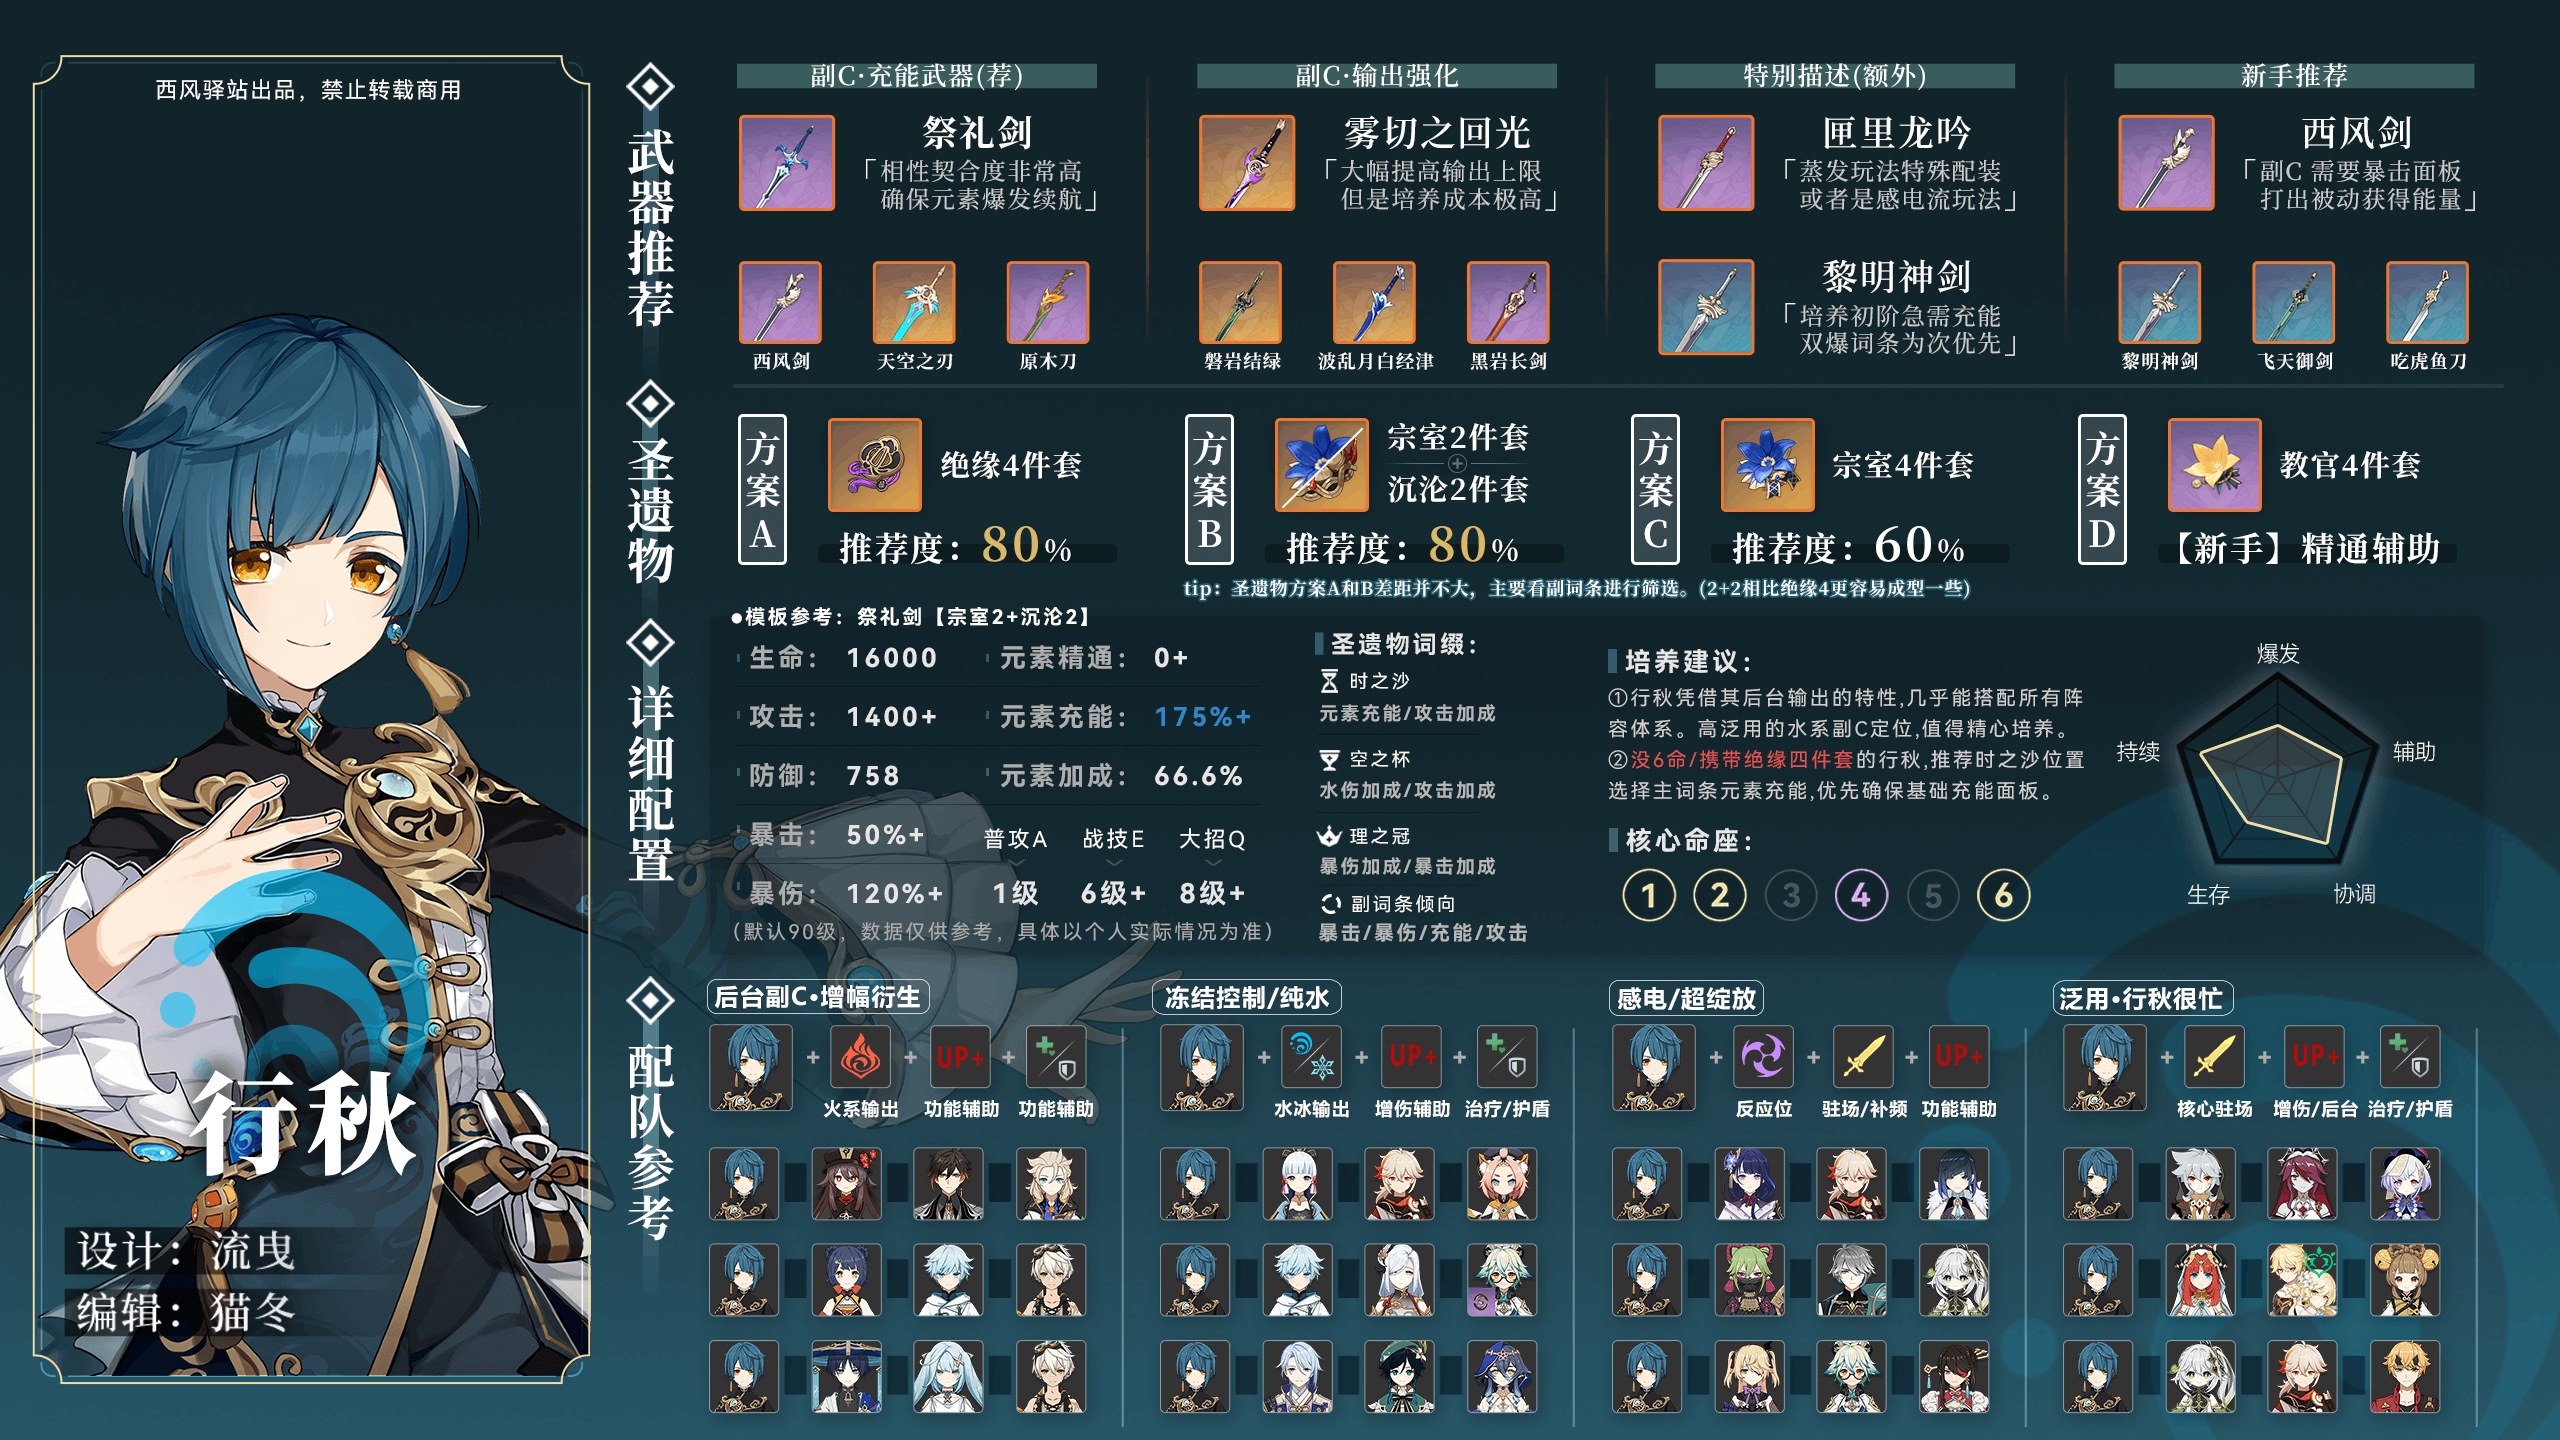 西风驿站出品，禁止转载商用
行秋
设计：流曳
编辑：猫冬
武器推荐
副C·充能武器(荐)
祭礼剑
「相性契合度非常高
确保元素爆发续航」
西风剑
天空之刃
原木刀
副C·输出强化
雾切之回光
「大幅提高输出上限
但是培养成本极高」
磐岩结绿
波乱月白经津
黑岩长剑
特别描述(额外)
匣里龙吟
「蒸发玩法特殊配装
或者是感电流玩法」
黎明神剑
「培养初阶急需充能
双爆词条为次优先」
新手推荐
西风剑
「副C 需要暴击面板
打出被动获得能量」
黎明神剑
飞天御剑
吃虎鱼刀
圣遗物
方案A
绝缘4件套
推荐度：80%
方案B
宗室2件套
沉沦2件套
推荐度：80%
方案C
宗室4件套
推荐度：60%
方案D
教官4件套
【新手】精通辅助
tip：圣遗物方案A和B差距并不大，主要看副词条进行筛选。(2+2相比绝缘4更容易成型一些)
详细配置
●模板参考：祭礼剑【宗室2+沉沦2】
生命：16000
元素精通：0+
攻击：1400+
元素充能：175%+
防御：758
元素加成：66.6%
暴击：50%+
普攻A 战技E 大招Q
暴伤：120%+
1级 6级+ 8级+
(默认90级，数据仅供参考，具体以个人实际情况为准)
圣遗物词缀：
时之沙
元素充能/攻击加成
空之杯
水伤加成/攻击加成
理之冠
暴伤加成/暴击加成
副词条倾向
暴击/暴伤/充能/攻击
培养建议：
①行秋凭借其后台输出的特性,几乎能搭配所有阵
容体系。高泛用的水系副C定位,值得精心培养。
②没6命/携带绝缘四件套的行秋,推荐时之沙位置
选择主词条元素充能,优先确保基础充能面板。
核心命座：
1 2 3 4 5 6
爆发
辅助
协调
生存
持续
配队参考
后台副C•增幅衍生
+ + UP+ +
火系输出 功能辅助 功能辅助
冻结控制/纯水
+ + UP+ +
水冰输出 增伤辅助 治疗/护盾
感电/超绽放
+ + + UP+
反应位 驻场/补频 功能辅助
泛用•行秋很忙
+ + UP+ +
核心驻场 增伤/后台 治疗/护盾